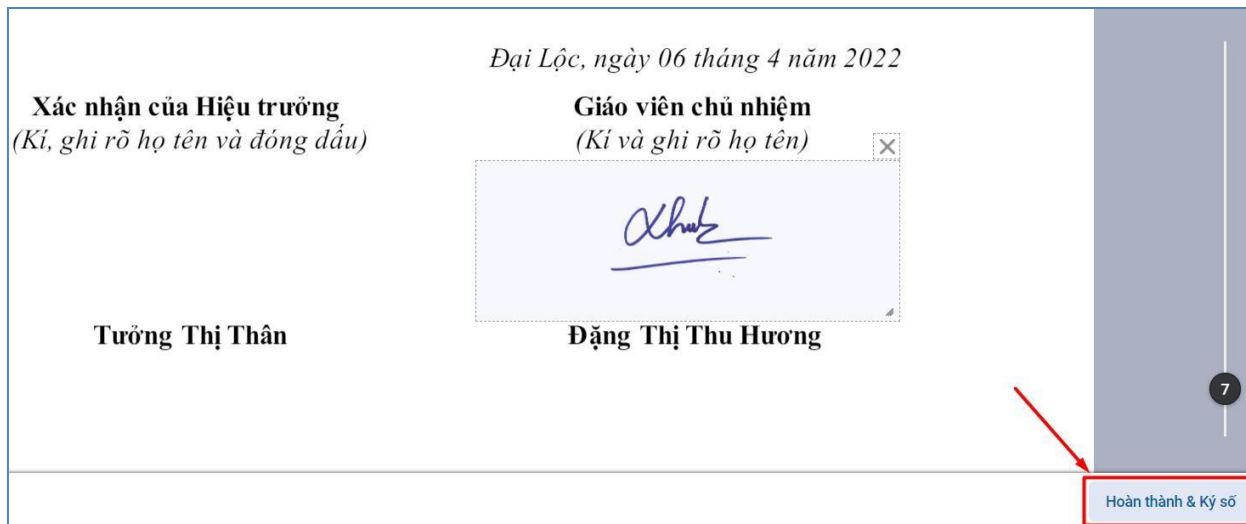 Đại Lộc, ngày 06 tháng 4 năm 2022
Xác nhận của Hiệu trưởng
(Kí, ghi rõ họ tên và đóng dấu)
Giáo viên chủ nhiệm
(Kí và ghi rõ họ tên)
Tưởng Thị Thân
Đặng Thị Thu Hương
7
Hoàn thành & Ký số